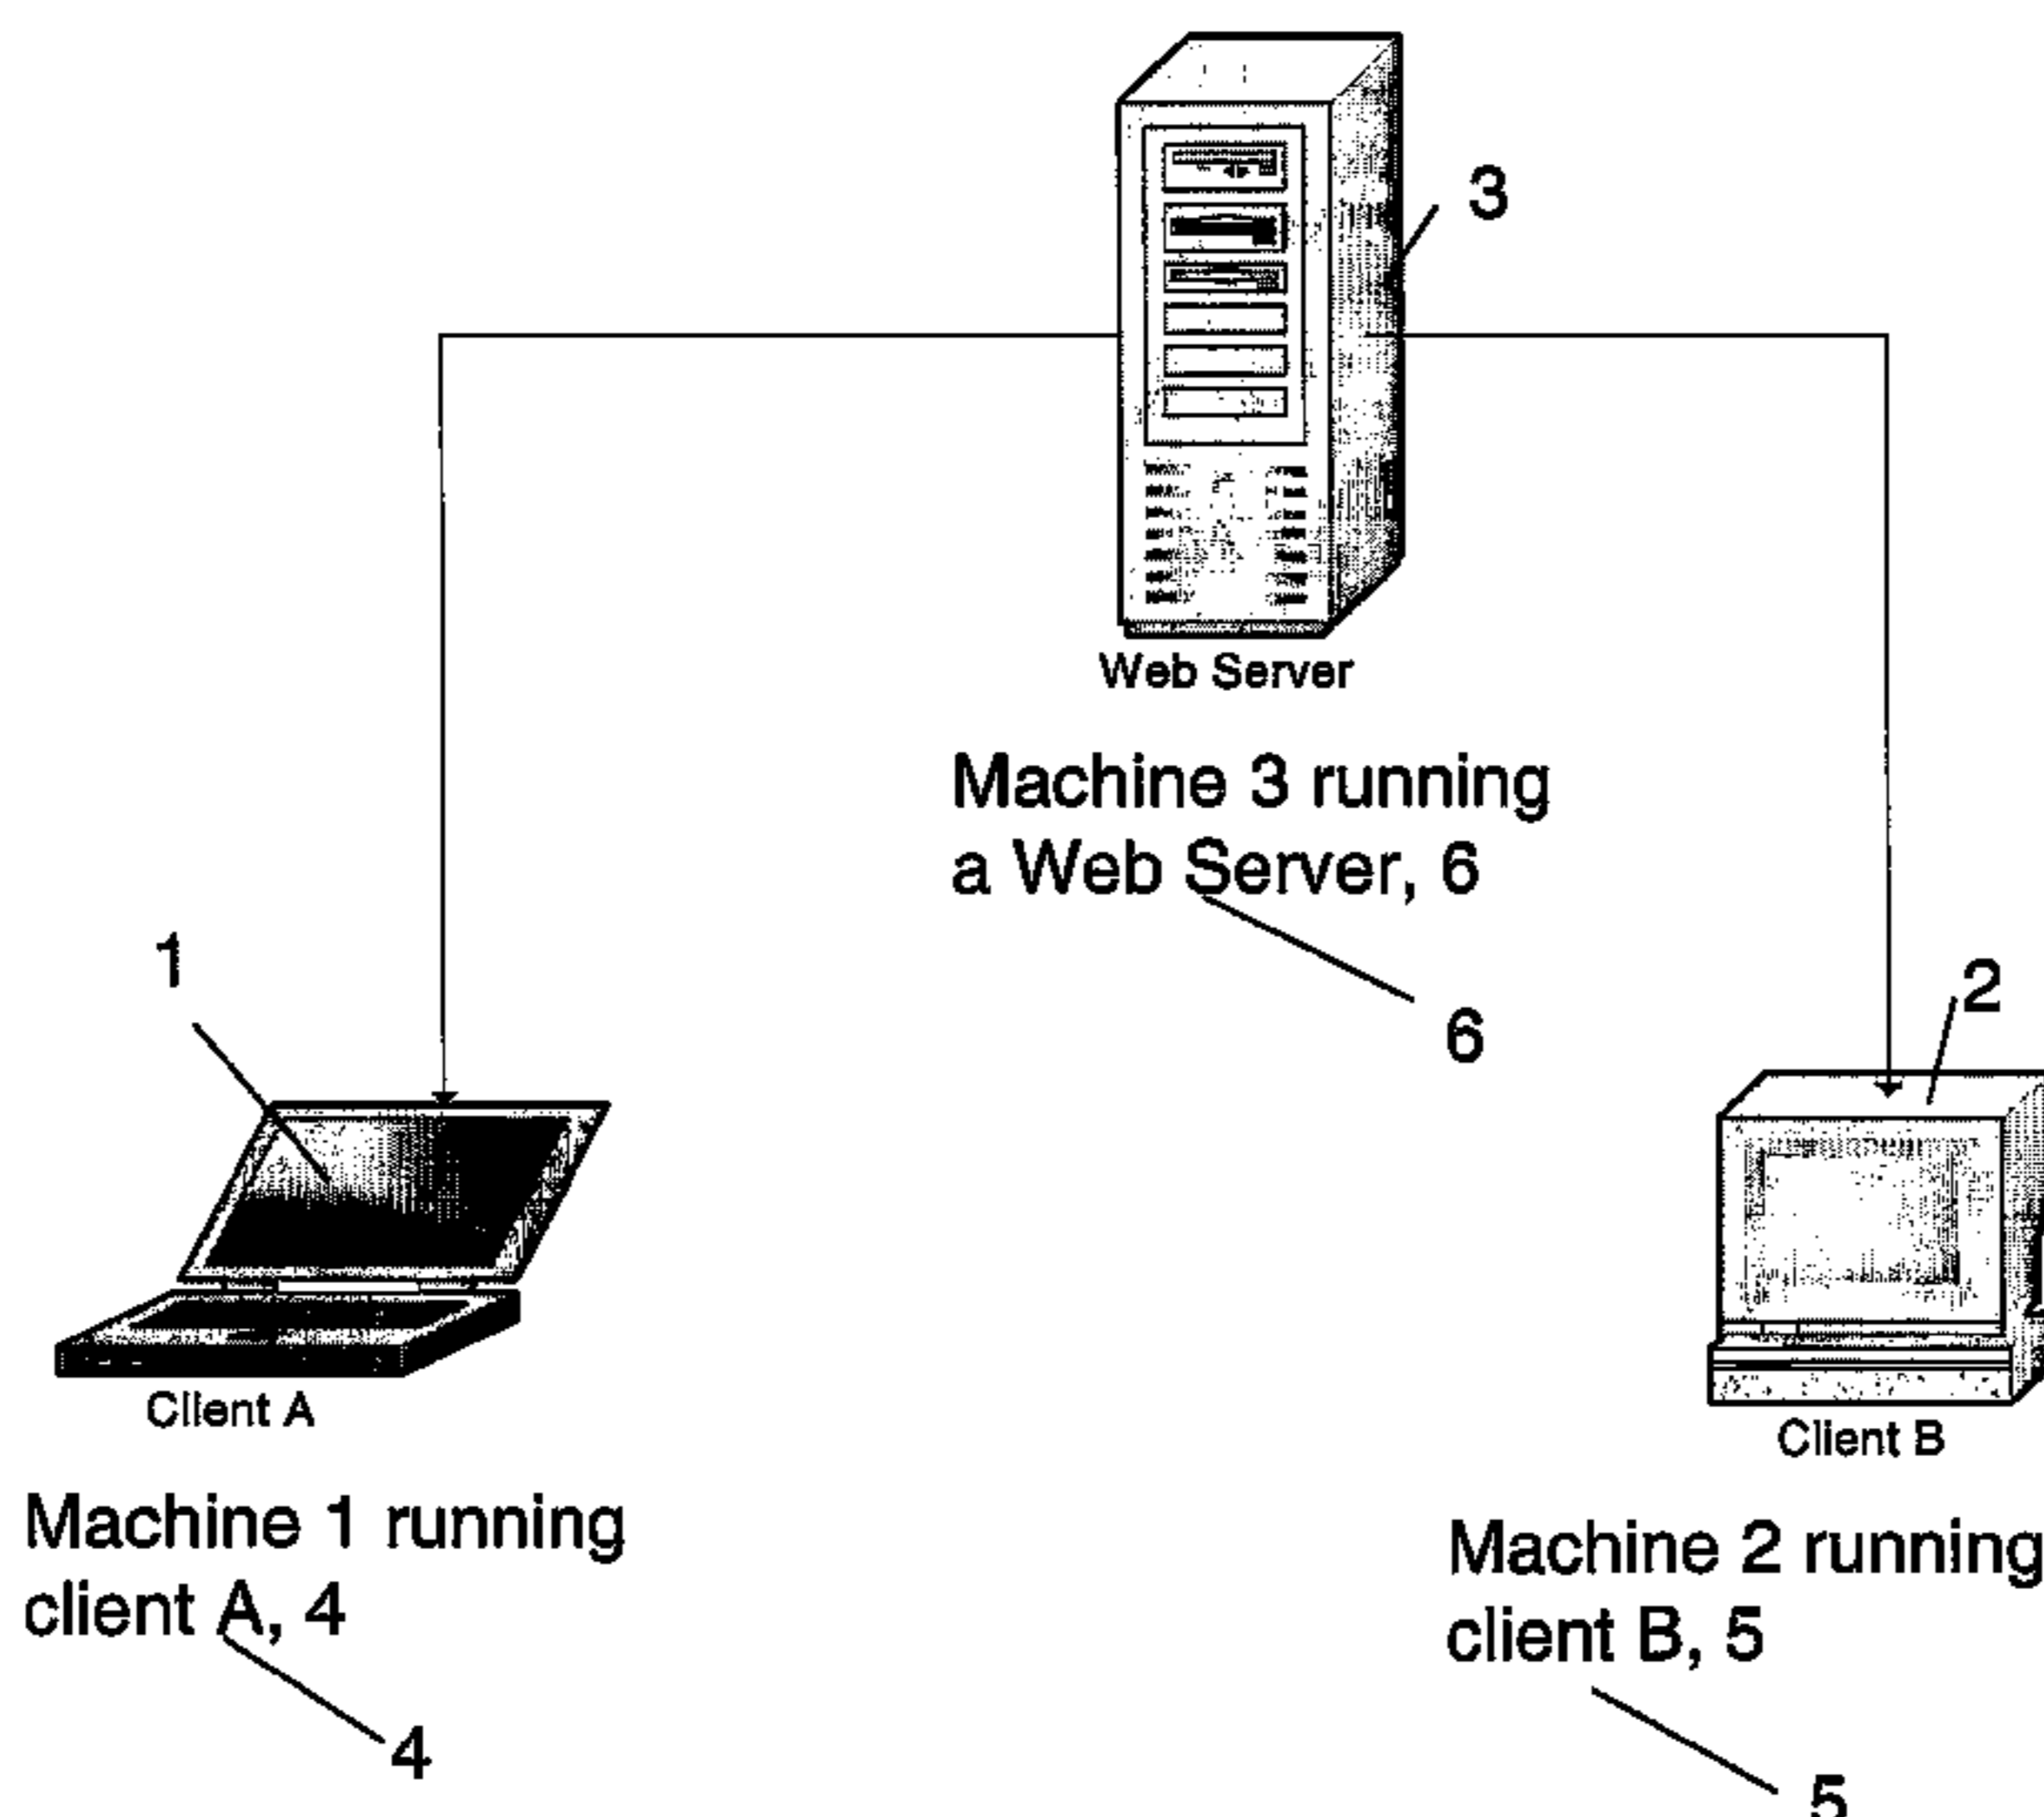 3
Web Server
Machine 3 running
a Web Server, 6
6
1
2
Client A
Machine 1 running
client A, 4
4
Client B
Machine 2 running
client B, 5
5